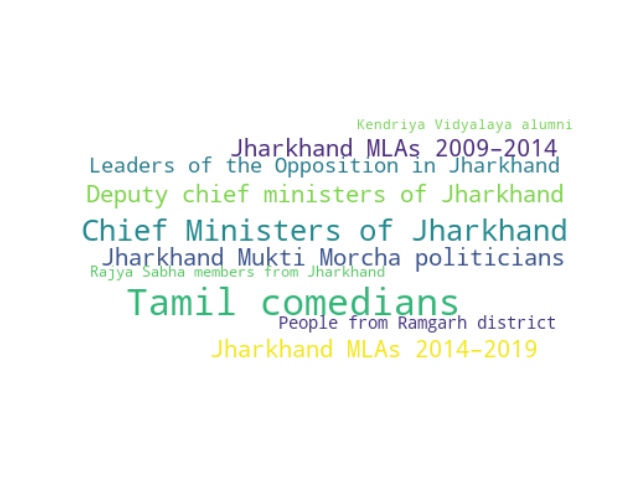 Kendriya Vidyalaya alumni
Jharkhand MLAs 2009–2014
Leaders of the Opposition in Jharkhand
Deputy chief ministers of Jharkhand
Chief Ministers of Jharkhand
Jharkhand Mukti Morcha politicians
Rajya Sabha members from Jharkhand
Tamil comedians
People from Ramgarh district
Jharkhand MLAs 2014–2019